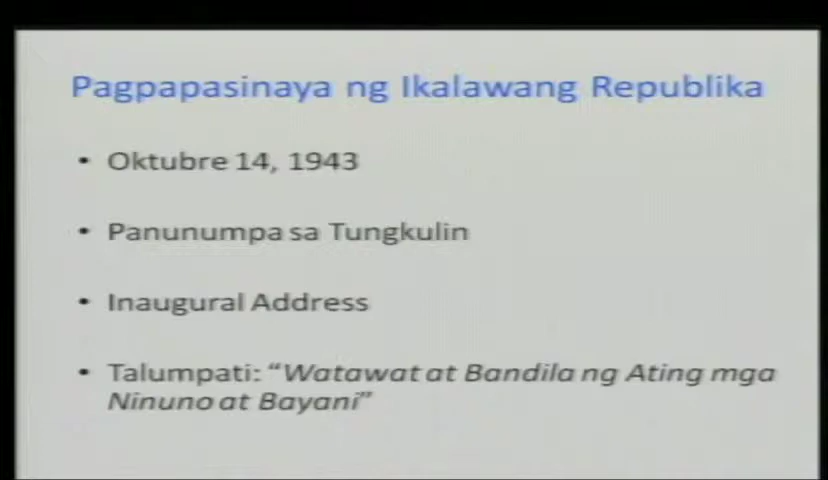 Pagpapasinaya ng Ikalawang Republika
• Oktubre 14, 1943
• Panunumpa sa Tungkulin
• Inaugural Address
• Talumpati: “Watawat at Bandila ng Ating mga
Ninuno at Bayani”